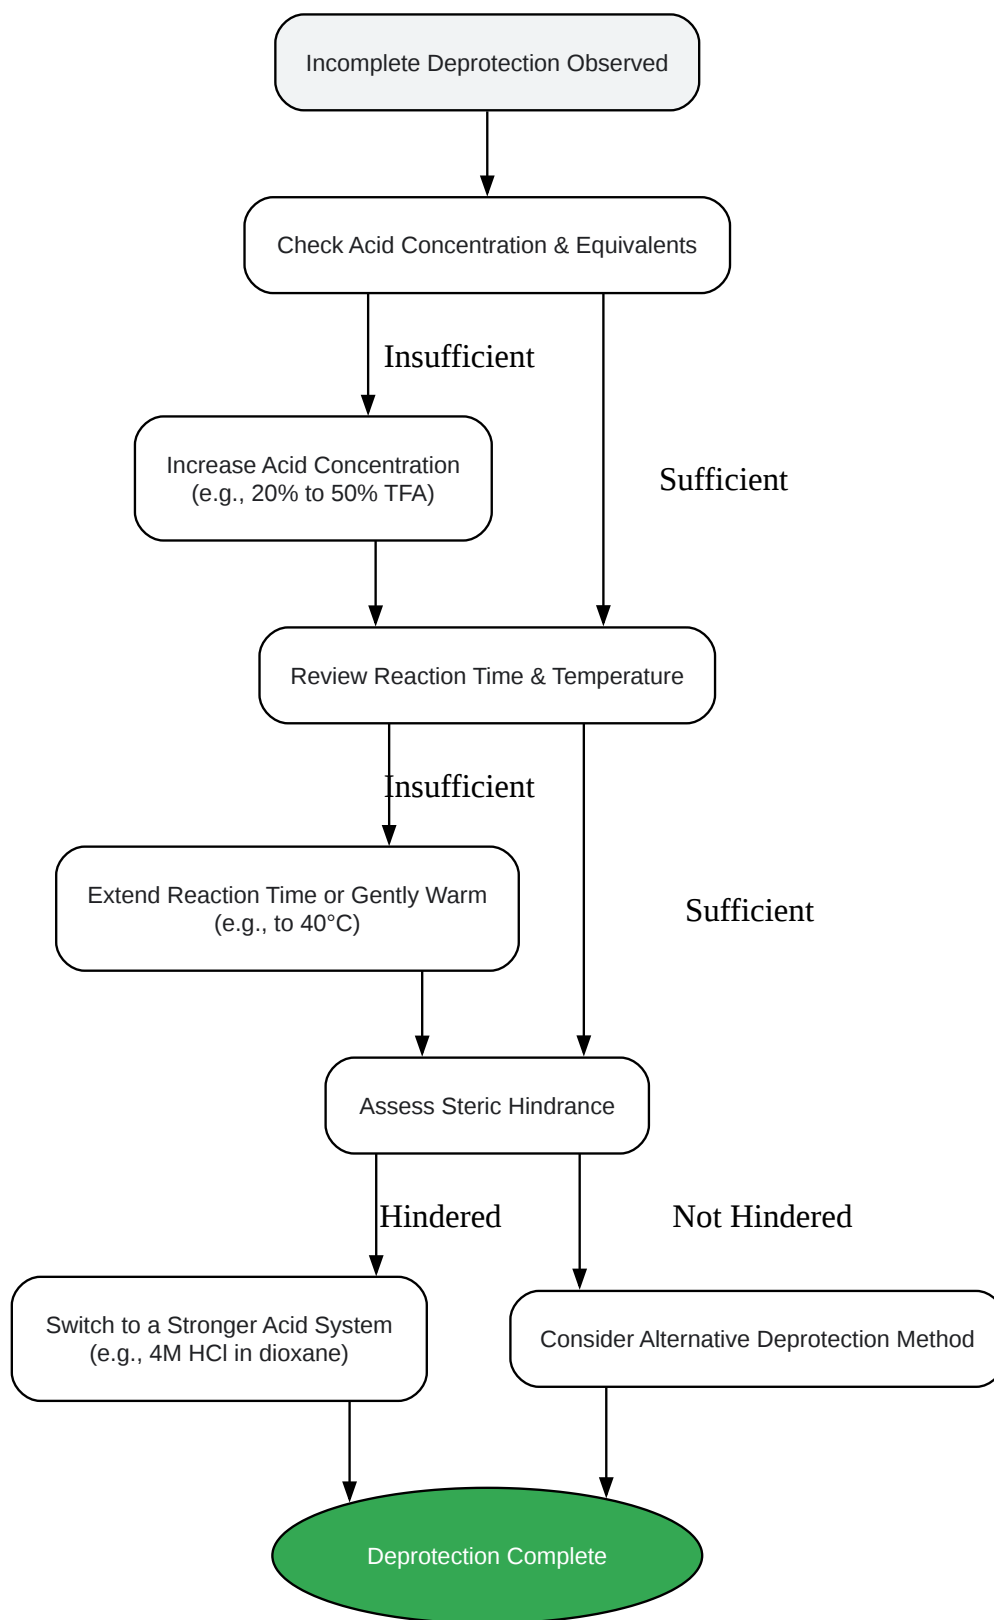 Incomplete Deprotection Observed
Check Acid Concentration & Equivalents
Insufficient
Increase Acid Concentration
(e.g., 20% to 50% TFA)
Sufficient
Review Reaction Time & Temperature
Insufficient
Extend Reaction Time or Gently Warm
(e.g., to 40°C)
Sufficient
Assess Steric Hindrance
Hindered
Not Hindered
Switch to a Stronger Acid System
(e.g., 4M HCl in dioxane)
Consider Alternative Deprotection Method
Deprotection Complete